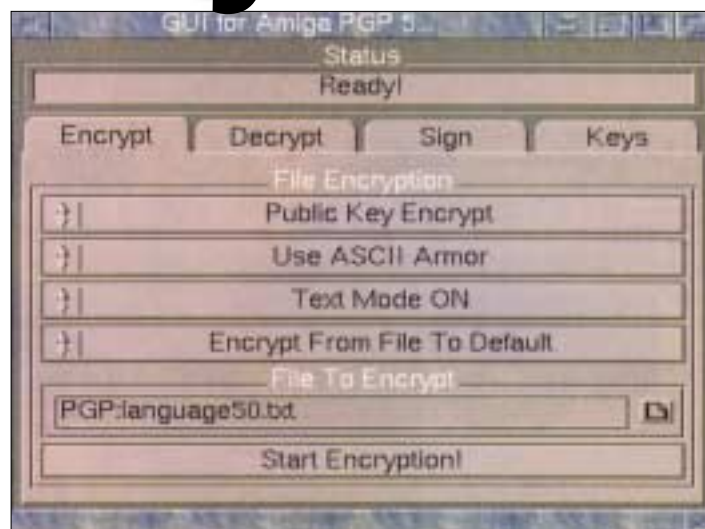 GUI for Amiga PGP 5...
Status
Ready!
Encrypt Decrypt Sign Keys
File Encryption
Public Key Encrypt
Use ASCII Armor
Text Mode ON
Encrypt From File To Default
File To Encrypt
PGP:language50.txt
Start Encryption!